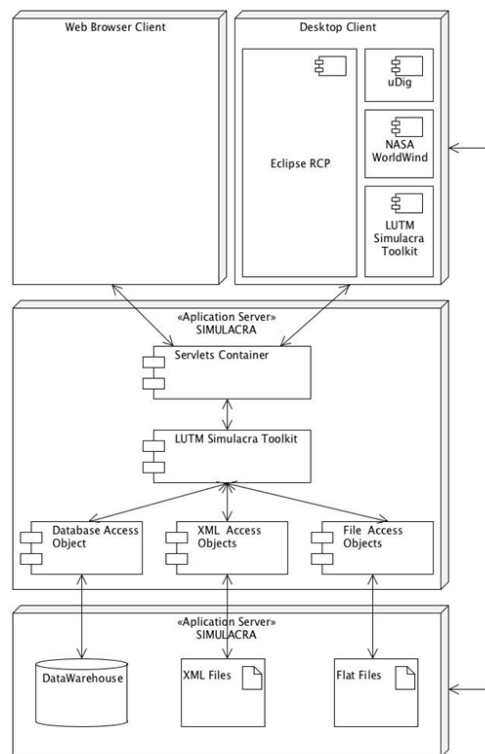 Web Browser Client
Desktop Client
Eclipse RCP
uDig
NASA
WorldWind
LUTM
Simulacra
Toolkit
«Aplication Server»
SIMULACRA
Servlets Container
LUTM Simulacra Toolkit
Database Access
Object
XML Access
Objects
File Access
Objects
«Aplication Server»
SIMULACRA
DataWarehouse
XML Files
Flat Files